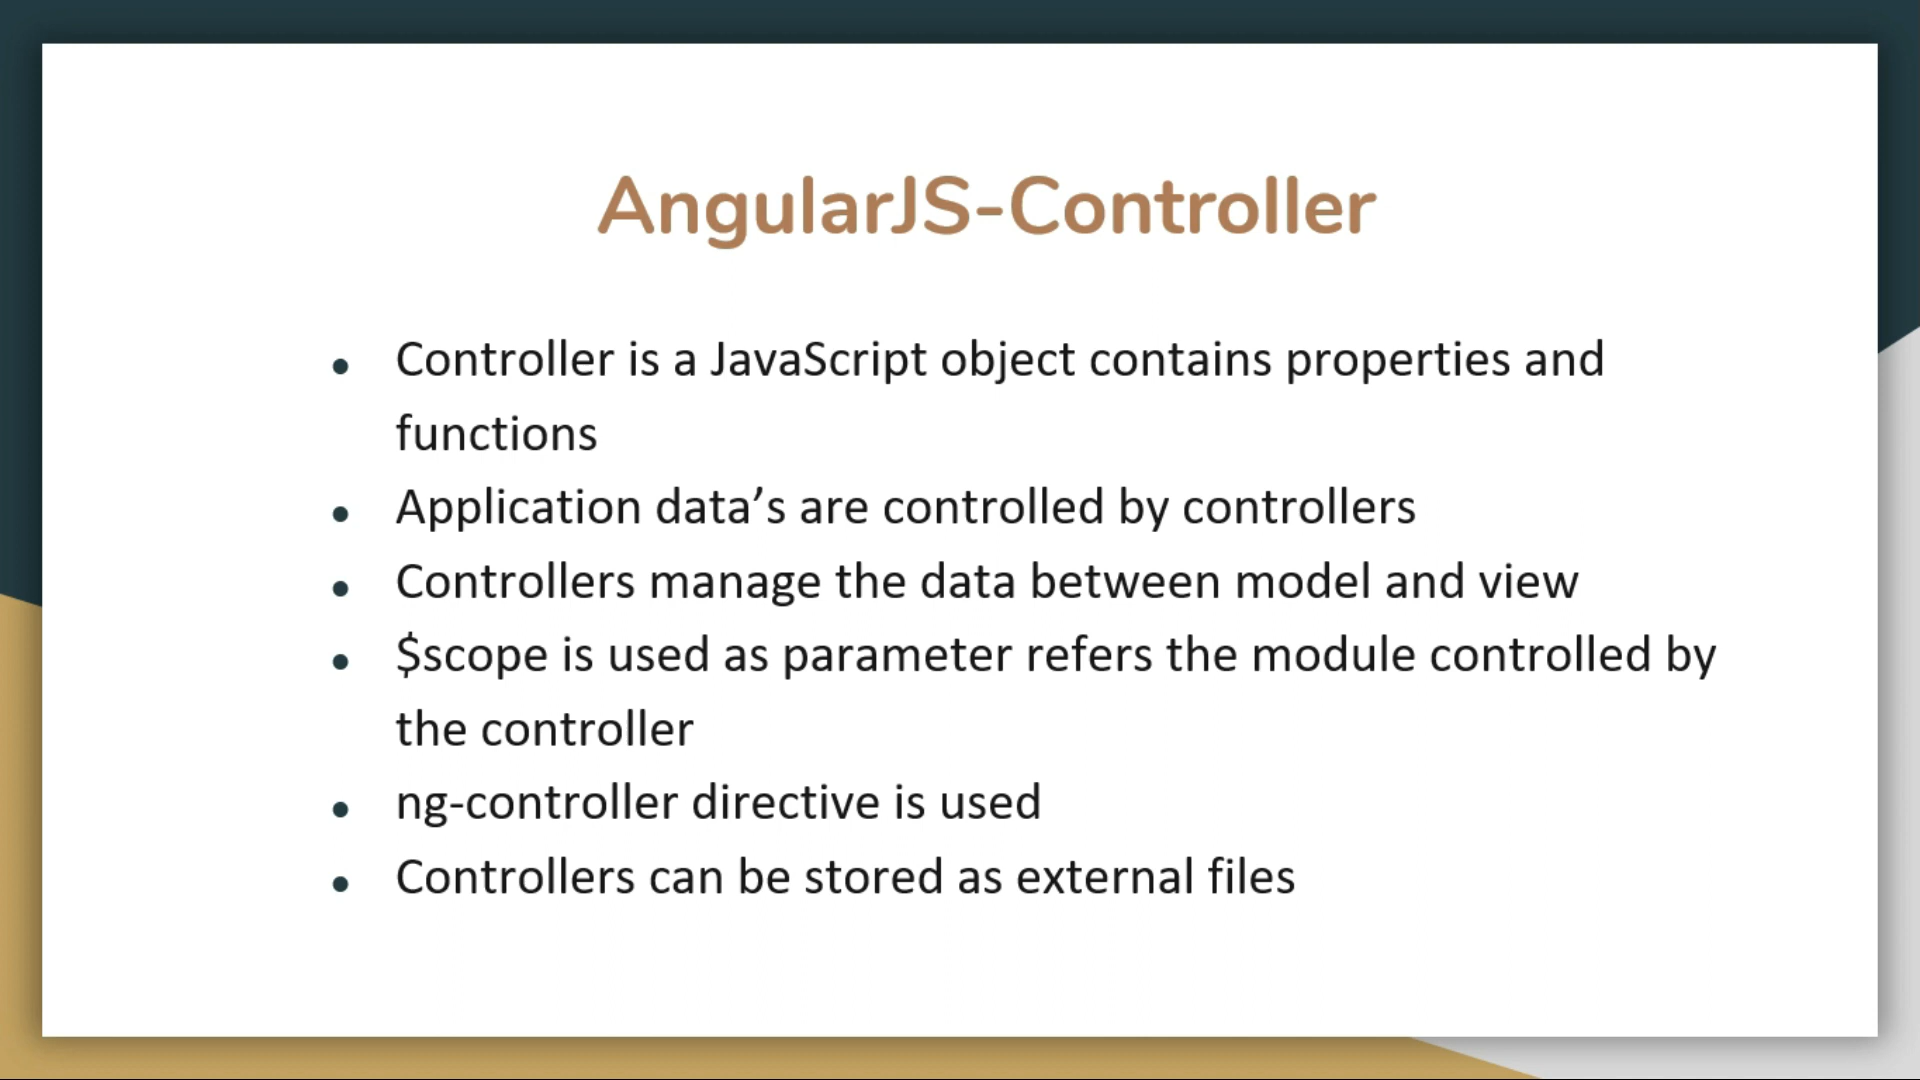 AngularJS-Controller
• Controller is a JavaScript object contains properties and
functions
• Application data’s are controlled by controllers
• Controllers manage the data between model and view
• $scope is used as parameter refers the module controlled by
the controller
• ng-controller directive is used
• Controllers can be stored as external files